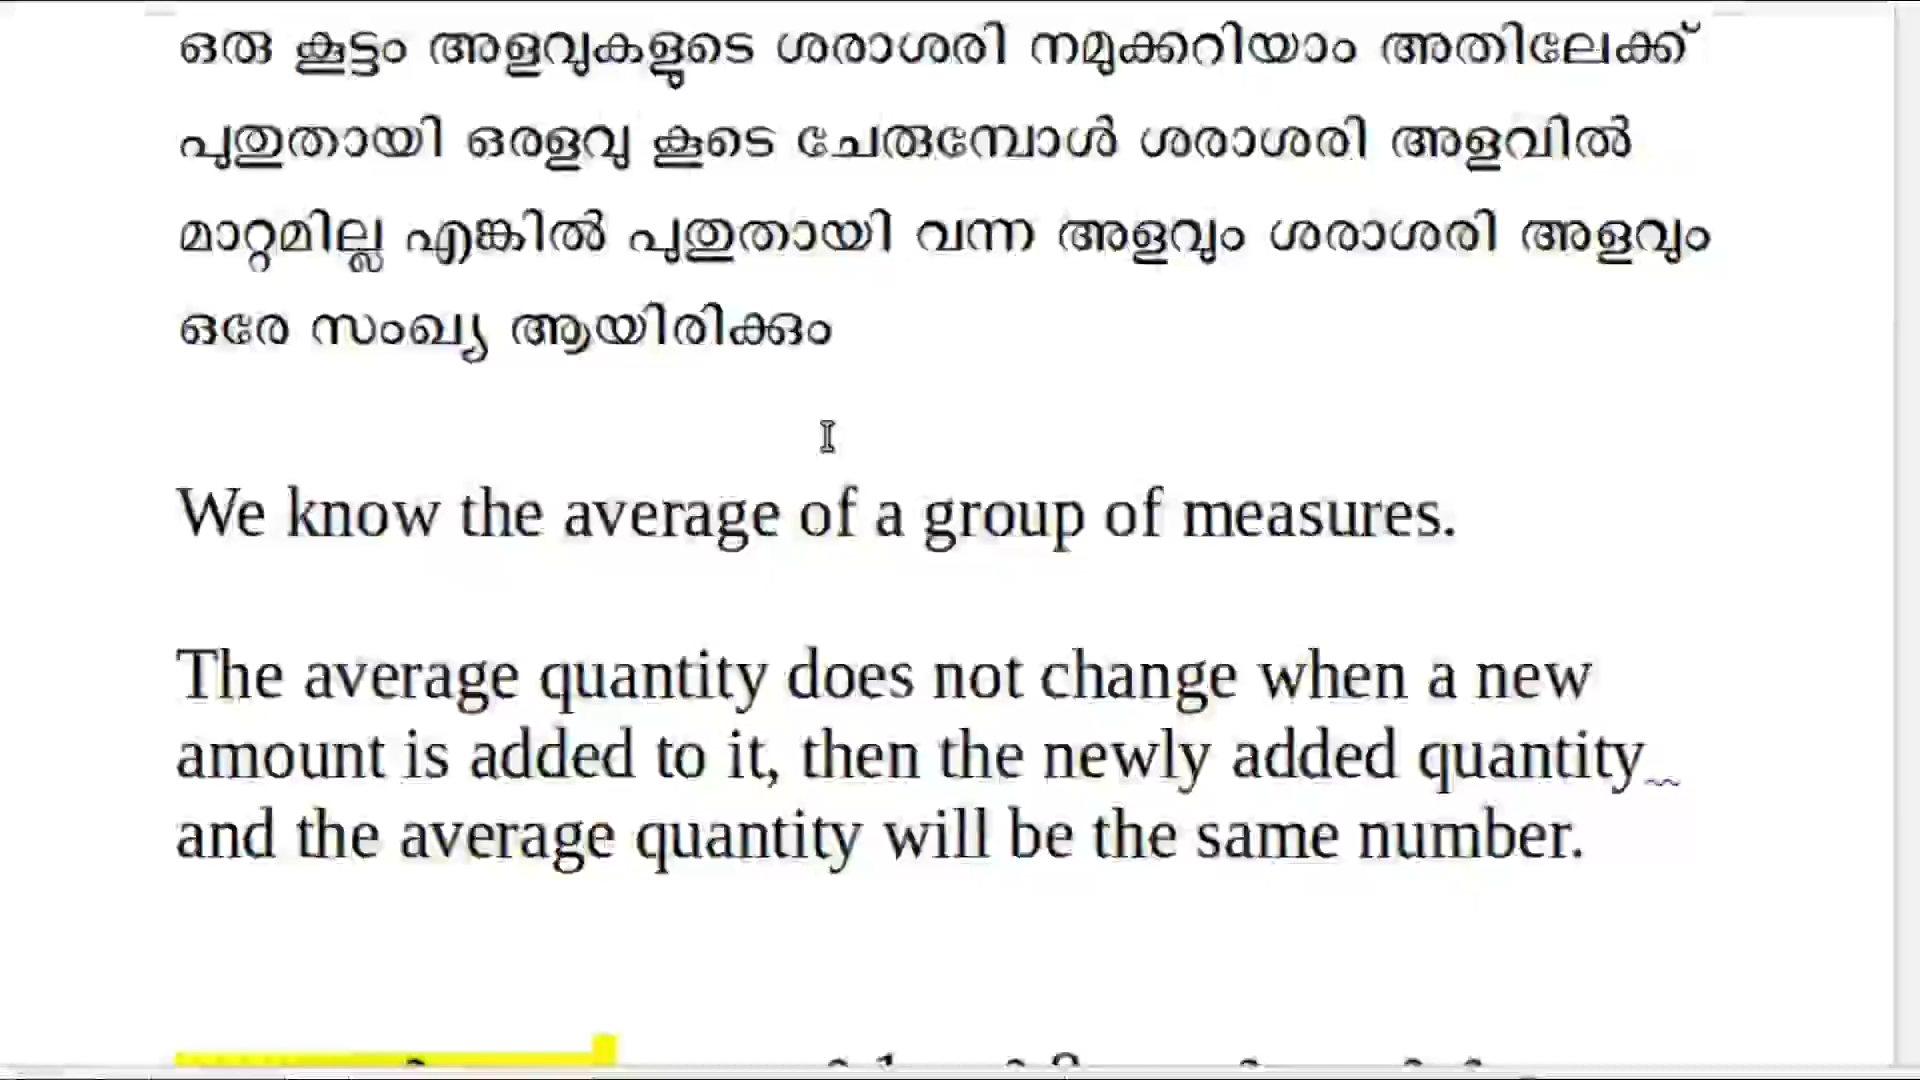 ഒരു കൂട്ടം അളവുകളുടെ ശരാശരി നമുക്കറിയാം അതിലേക്ക്
പുതുതായി ഒരളവു കൂടെ ചേരുമ്പോൾ ശരാശരി അളവിൽ
മാറ്റമില്ല എങ്കിൽ പുതുതായി വന്ന അളവും ശരാശരി അളവും
ഒരേ സംഖ്യ ആയിരിക്കും
We know the average of a group of measures.
The average quantity does not change when a new
amount is added to it, then the newly added quantity
and the average quantity will be the same number.